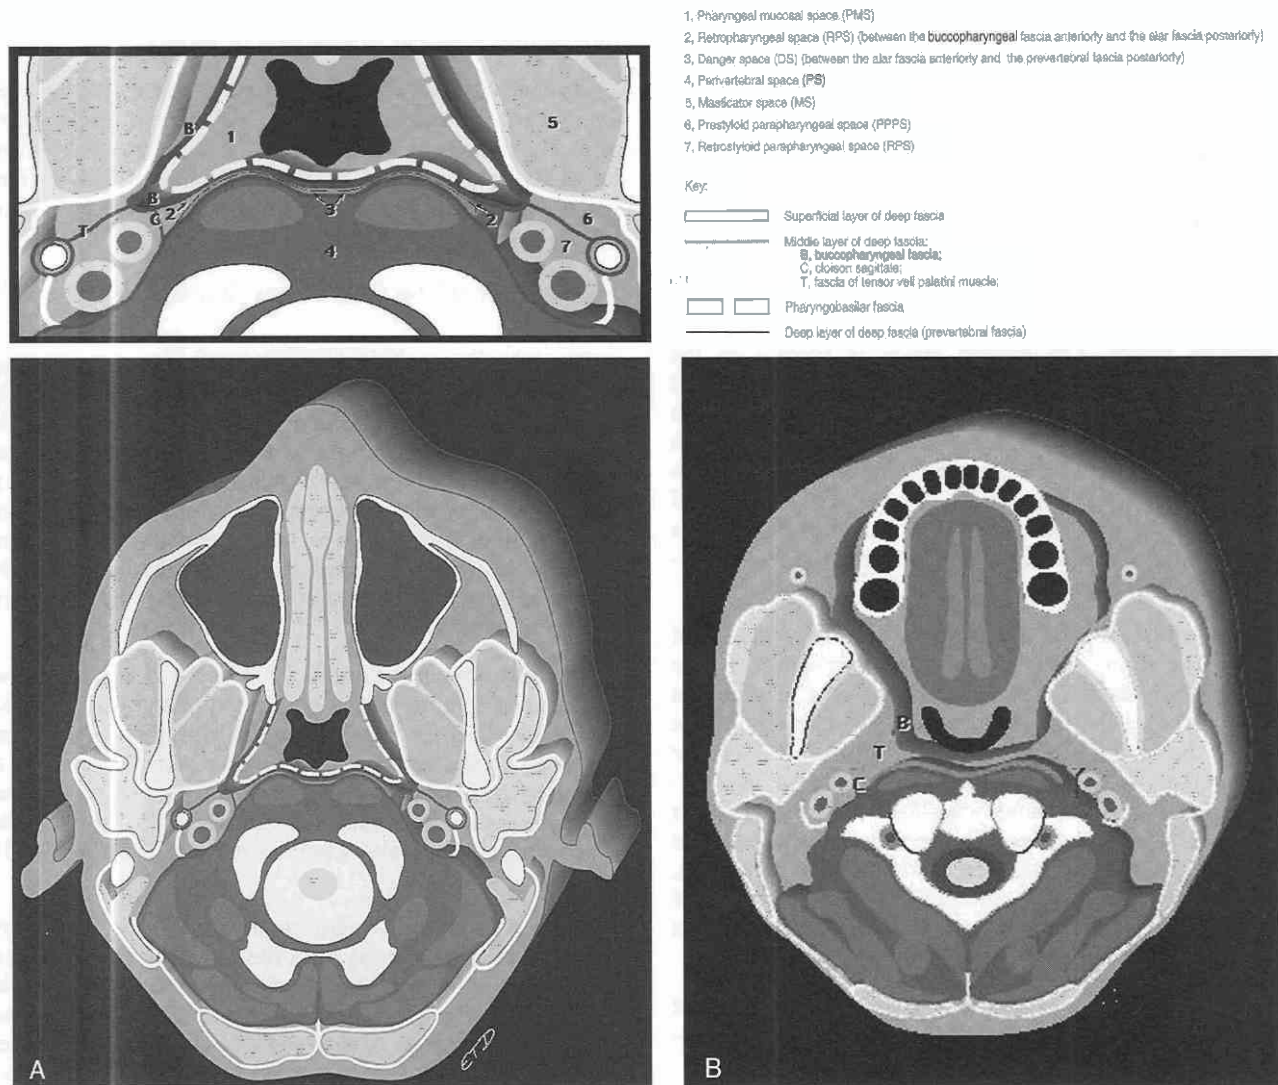 1, Pharyngeal mucosal space (PMS)
2, Retropharyngeal space (RPS) (between the buccopharyngeal fascia anteriorly and the alar fascia posteriorly)
3, Danger space (DS) (between the alar fascia anteriorly and the prevertebral fascia posteriorly)
4, Perivertebral space (PS)
5, Masticator space (MS)
6, Prestyloid parapharyngeal space (PPPS)
7, Retrostyloid parapharyngeal space (RPS)
Key:
Superficial layer of deep fascia
Middle layer of deep fascia:
B, buccopharyngeal fascia;
C, cloison sagittale;
T, fascia of tensor veli palatini muscle;
Pharyngobasilar fascia
Deep layer of deep fascia (prevertebral fascia)
B
1
5
B
C 2
3
2
6
T
7
4
B
T
C
ETD
A
B